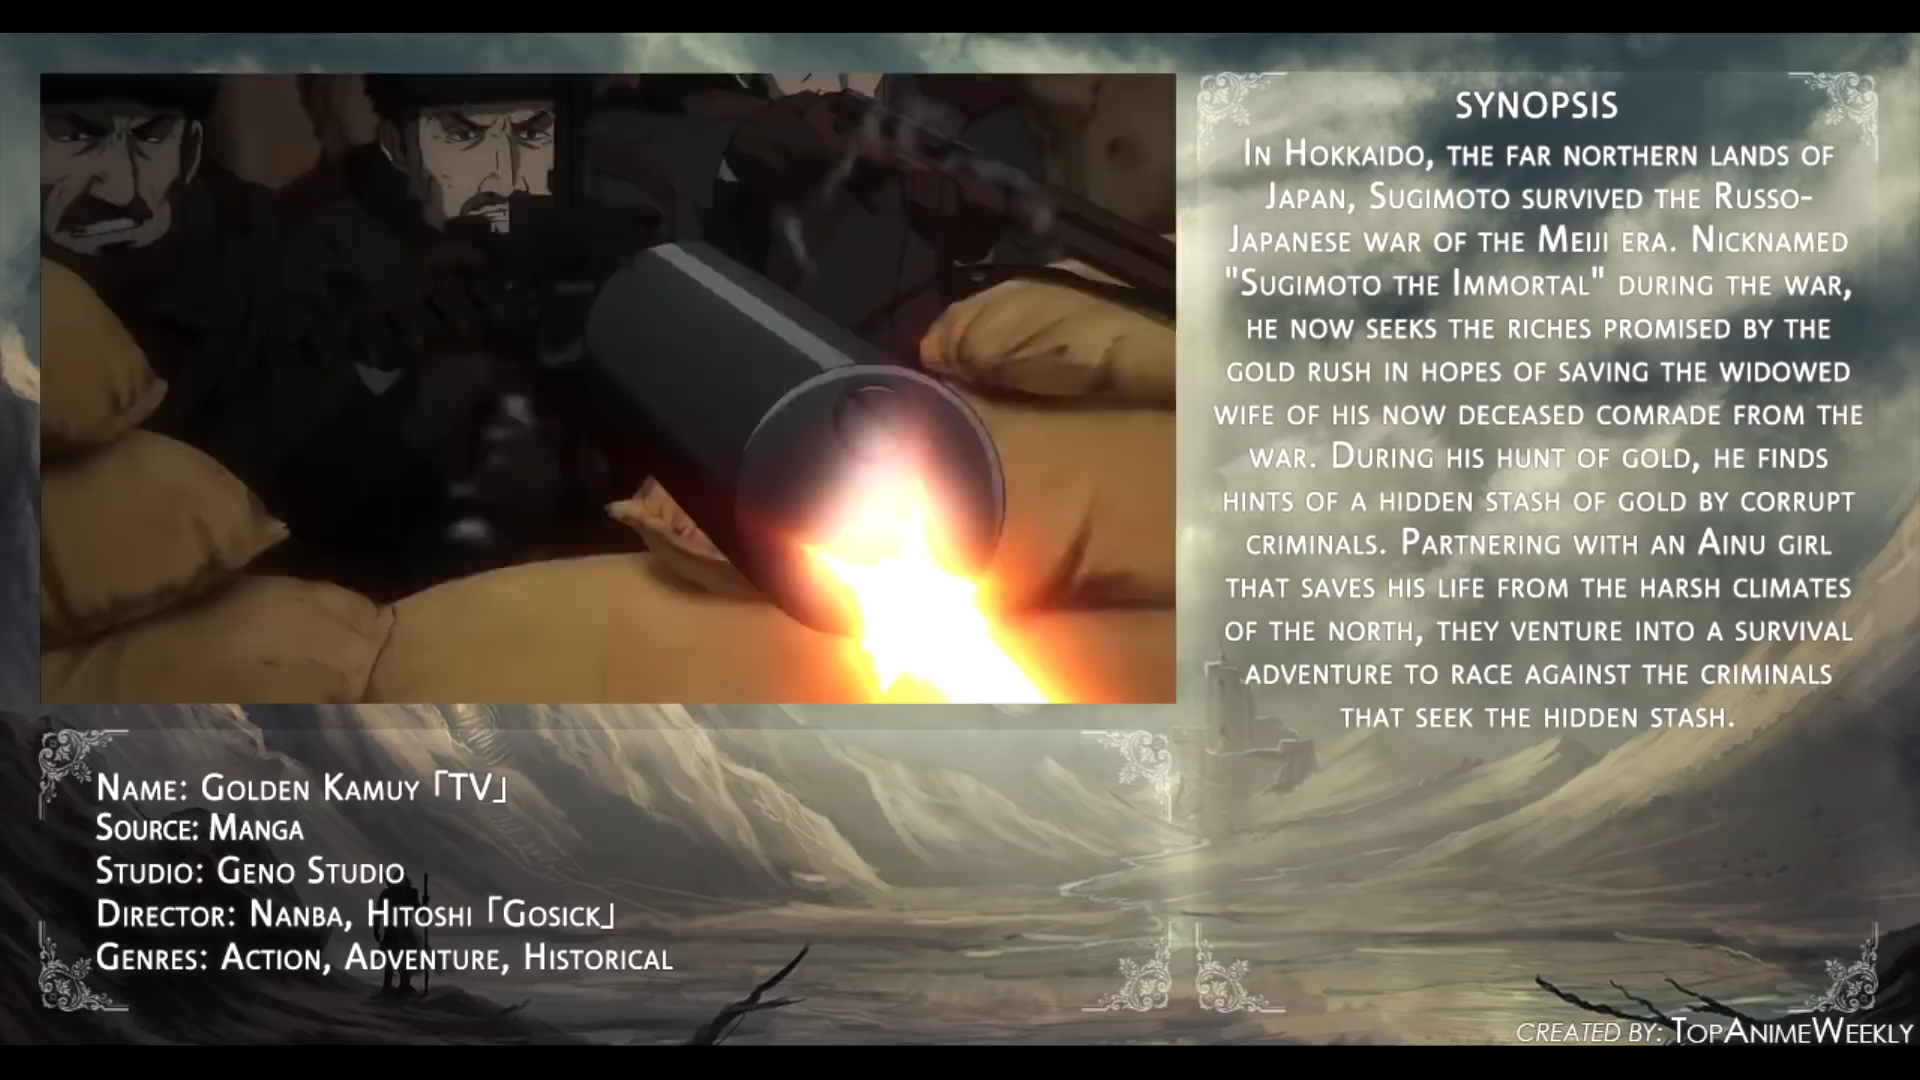 SYNOPSIS
In Hokkaido, the far northern lands of
Japan, Sugimoto survived the Russo-
Japanese war of the Meiji era. Nicknamed
"Sugimoto the Immortal" during the war,
he now seeks the riches promised by the
gold rush in hopes of saving the widowed
wife of his now deceased comrade from the
war. During his hunt of gold, he finds
hints of a hidden stash of gold by corrupt
criminals. Partnering with an Ainu girl
that saves his life from the harsh climates
of the north, they venture into a survival
adventure to race against the criminals
that seek the hidden stash.
Name: Golden Kamuy「TV」
Source: Manga
Studio: Geno Studio
Director: Nanba, Hitoshi「Gosick」
Genres: Action, Adventure, Historical
CREATED BY: TopAnimeWeekly